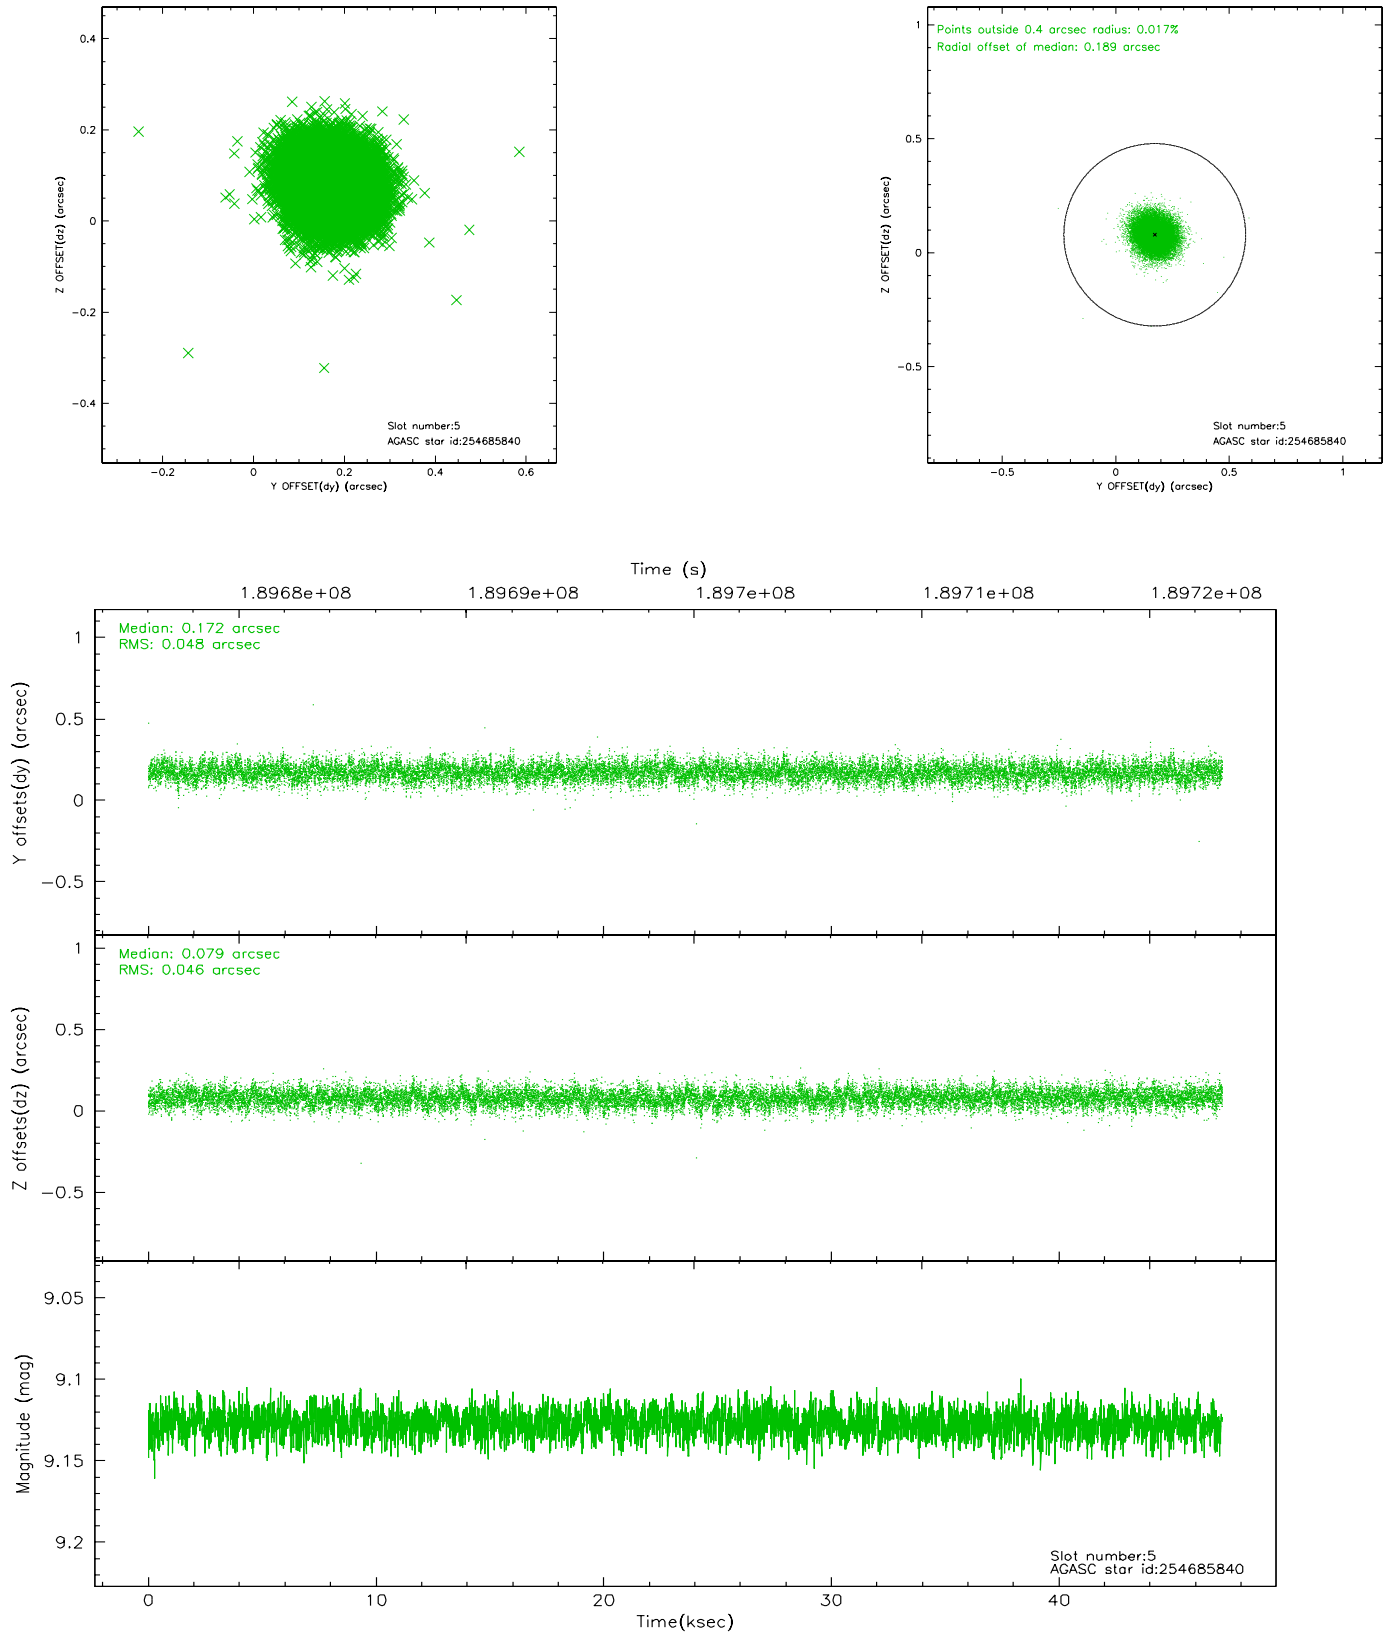 0.4
0.2
0
−0.2
−0.4
Z OFFSET(dz) (arcsec)
Slot number:5
AGASC star id:254685840
−0.2 0 0.2 0.4 0.6
Y OFFSET(dy) (arcsec)
Points outside 0.4 arcsec radius: 0.017%
Radial offset of median: 0.189 arcsec
1
0.5
0
−0.5
Z OFFSET(dz) (arcsec)
Slot number:5
AGASC star id:254685840
−0.5 0 0.5 1
Y OFFSET(dy) (arcsec)
Time (s)
1.8968e+08 1.8969e+08 1.897e+08 1.8971e+08 1.8972e+08
Median: 0.172 arcsec
RMS: 0.048 arcsec
1
0.5
0
−0.5
Y offsets(dy) (arcsec)
Median: 0.079 arcsec
RMS: 0.046 arcsec
1
0.5
0
−0.5
Z offsets(dz) (arcsec)
9.05
9.1
9.15
9.2
Magnitude (mag)
Slot number:5
AGASC star id:254685840
0 10 20 30 40
Time(ksec)